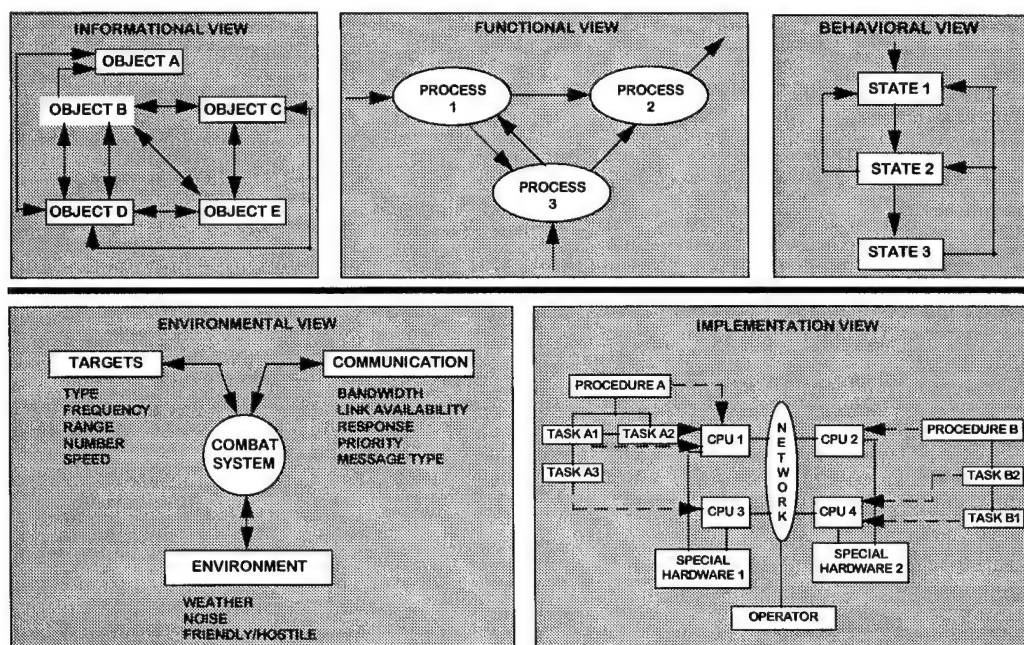 INFORMATIONAL VIEW
OBJECT A
OBJECT B
OBJECT C
OBJECT D
OBJECT E
FUNCTIONAL VIEW
PROCESS
1
PROCESS
2
PROCESS
3
BEHAVIORAL VIEW
STATE 1
STATE 2
STATE 3
ENVIRONMENTAL VIEW
TARGETS
TYPE
FREQUENCY
RANGE
NUMBER
SPEED
COMMUNICATION
BANDWIDTH
LINK AVAILABILITY
RESPONSE
PRIORITY
MESSAGE TYPE
COMBAT
SYSTEM
ENVIRONMENT
WEATHER
NOISE
FRIENDLY/HOSTILE
IMPLEMENTATION VIEW
PROCEDURE A
TASK A1
TASK A2
TASK A3
CPU 1
CPU 3
NETWORK
CPU 2
CPU 4
PROCEDURE B
TASK B2
TASK B1
SPECIAL
HARDWARE 1
SPECIAL
HARDWARE 2
OPERATOR